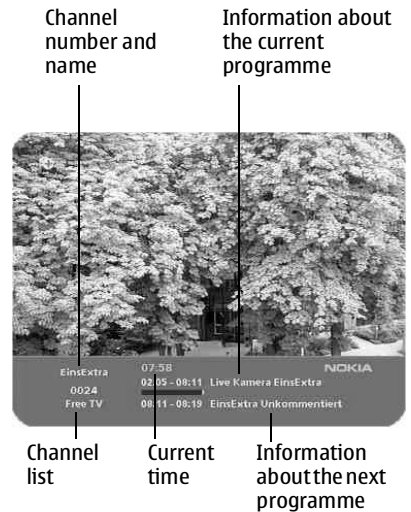 Channel
number and
name
Information about
the current
programme
EinsExtra
0024
Free TV
07:58
02:05 - 08:11 Live Kamera EinsExtra
08:11 - 08:19 EinsExtra Unkommentiert
NOKIA
Channel
list
Current
time
Information
about the next
programme